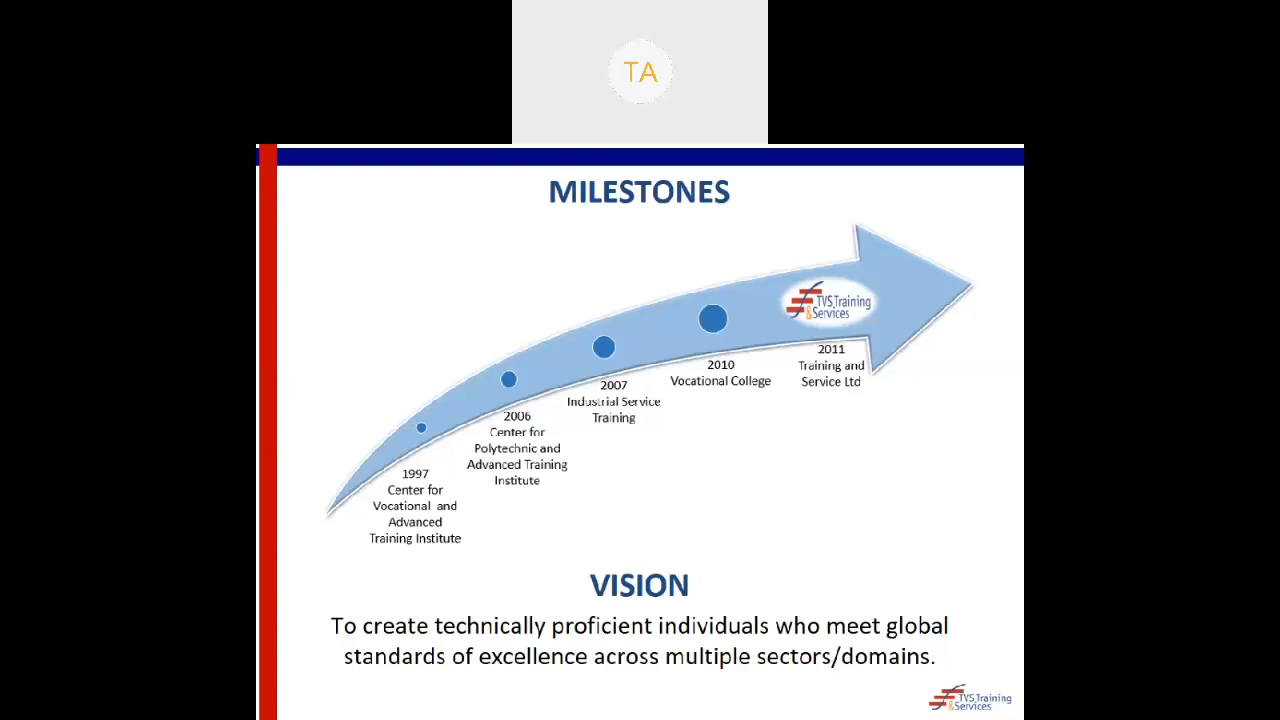 TA
MILESTONES
TVS Training
& Services
2011
Training and
Service Ltd
2010
Vocational College
2007
Industrial Service
Training
2006
Center for
Polytechnic and
Advanced Training
Institute
1997
Center for
Vocational and
Advanced
Training Institute
VISION
To create technically proficient individuals who meet global
standards of excellence across multiple sectors/domains.
TVS Training
& Services